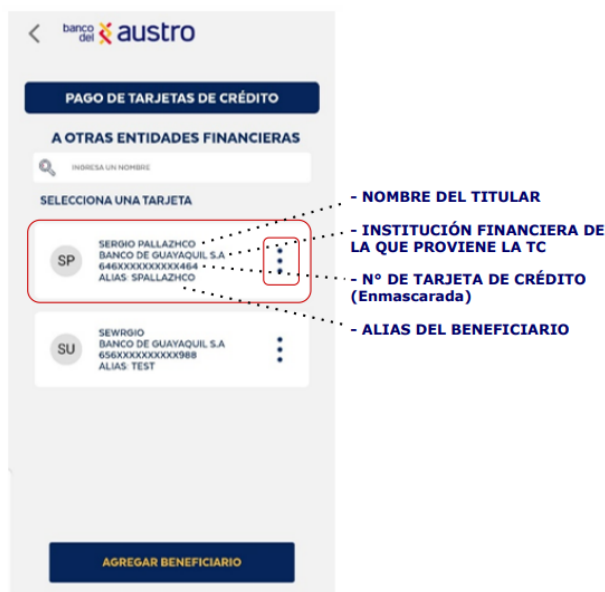 banco del austro
PAGO DE TARJETAS DE CRÉDITO
A OTRAS ENTIDADES FINANCIERAS
INGRESA UN NOMBRE
SELECCIONA UNA TARJETA
SP
SERGIO PALLAZHCO
BANCO DE GUAYAQUIL S.A
646XXXXXXXXXX464
ALIAS: SPALLAZHCO
- NOMBRE DEL TITULAR
- INSTITUCIÓN FINANCIERA DE
LA QUE PROVIENE LA TC
- N° DE TARJETA DE CRÉDITO
(Enmascarada)
- ALIAS DEL BENEFICIARIO
SU
SEWRGIO
BANCO DE GUAYAQUIL S.A
656XXXXXXXXXX988
ALIAS: TEST
AGREGAR BENEFICIARIO